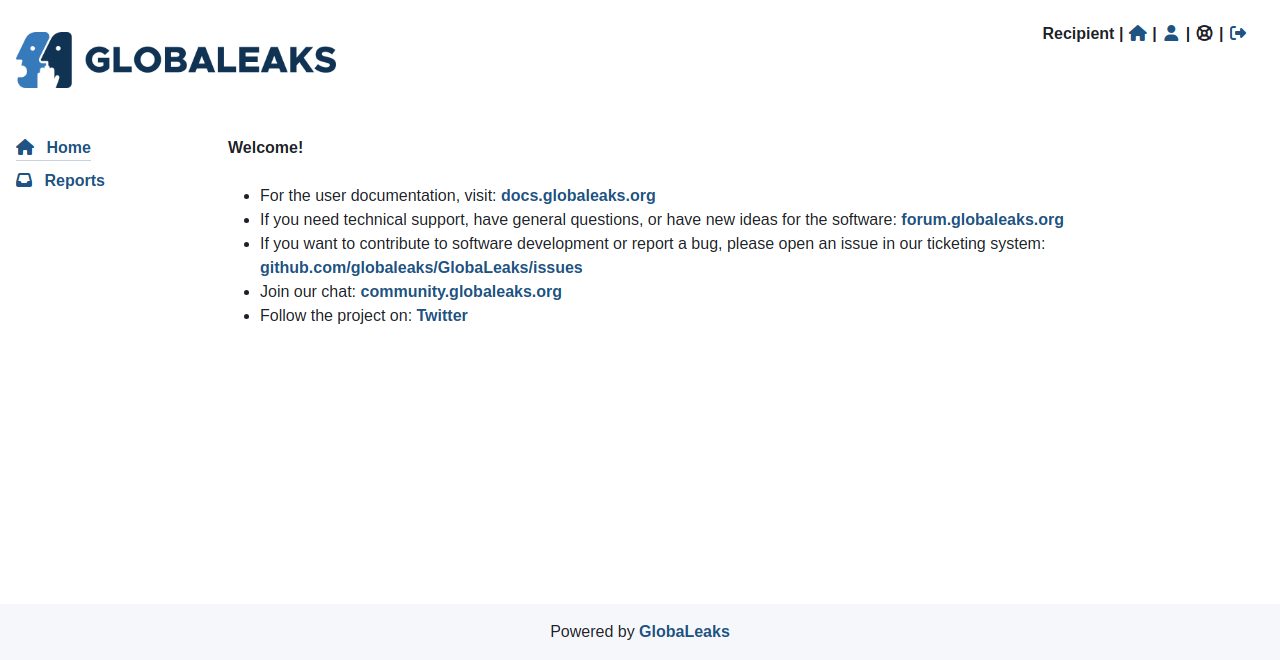 GLOBALEAKS
Recipient | | | |
Home
Reports
Welcome!
For the user documentation, visit: docs.globaleaks.org
If you need technical support, have general questions, or have new ideas for the software: forum.globaleaks.org
If you want to contribute to software development or report a bug, please open an issue in our ticketing system:
github.com/globaleaks/GlobaLeaks/issues
Join our chat: community.globaleaks.org
Follow the project on: Twitter
Powered by GlobaLeaks